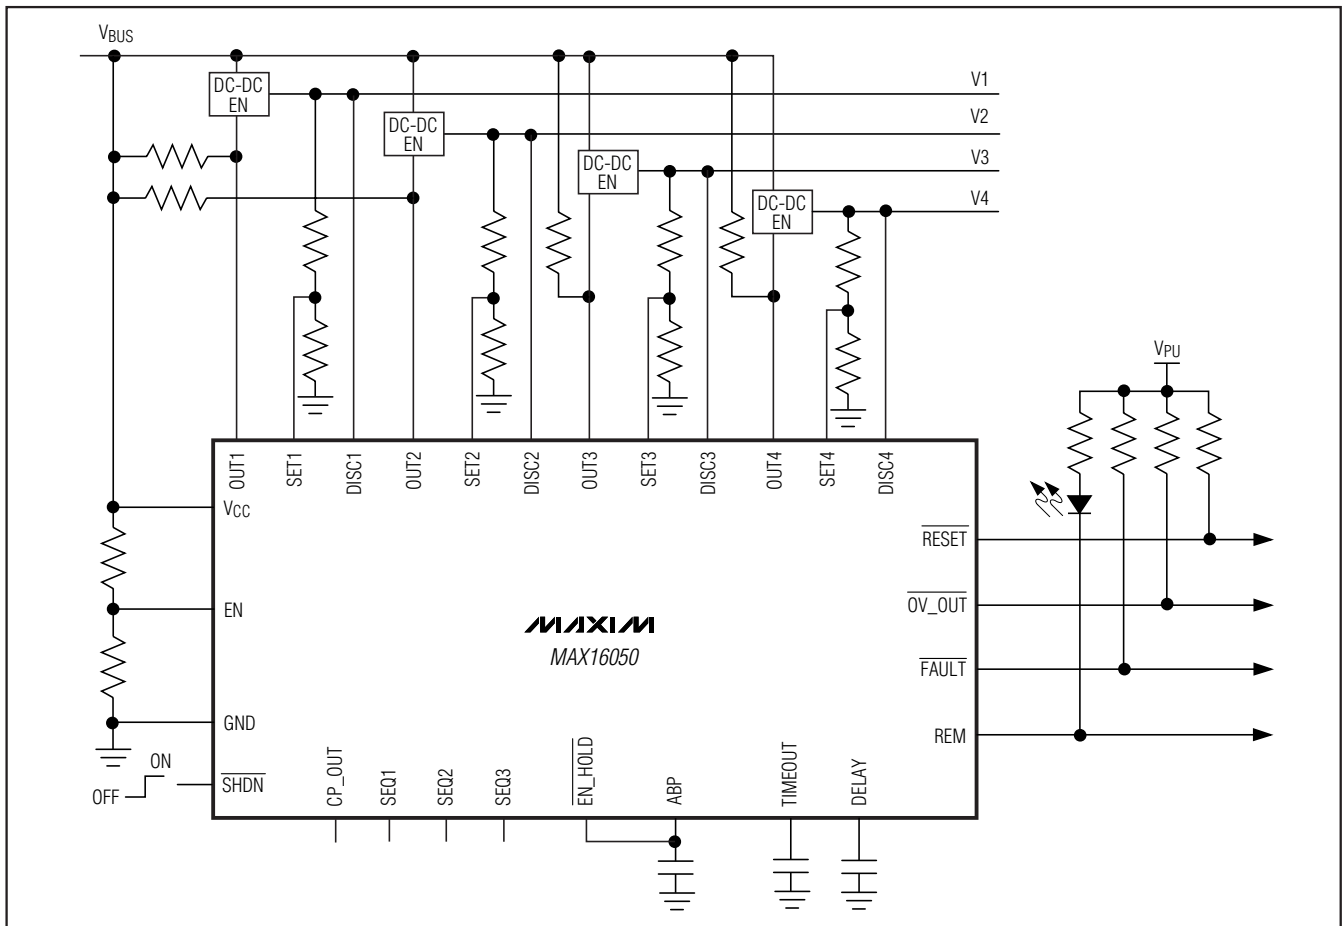 VBUS
DC-DC
EN
V1
DC-DC
EN
V2
DC-DC
EN
V3
DC-DC
EN
V4
VPU
OUT1
SET1
DISC1
OUT2
SET2
DISC2
OUT3
SET3
DISC3
OUT4
SET4
DISC4
VCC
EN
GND
SHDN
ON
OFF
MAXIM
MAX16050
RESET
OV_OUT
FAULT
REM
CP_OUT
SEQ1
SEQ2
SEQ3
EN_HOLD
ABP
TIMEOUT
DELAY